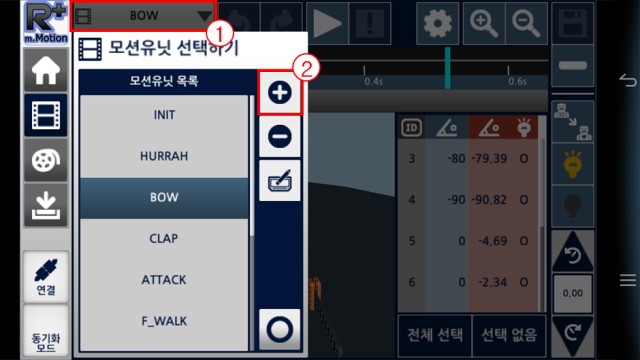 R+
m.Motion
BOW
1
모션유닛 선택하기
2
모션유닛 목록
INIT
HURRAH
BOW
CLAP
ATTACK
F_WALK
0.4s
0.6s
ID
3 -80 -79.39 O
4 -90 -90.82 O
5 0 -4.69 O
6 0 -2.34 O
전체 선택
선택 없음
0.00
연결
동기화
모드